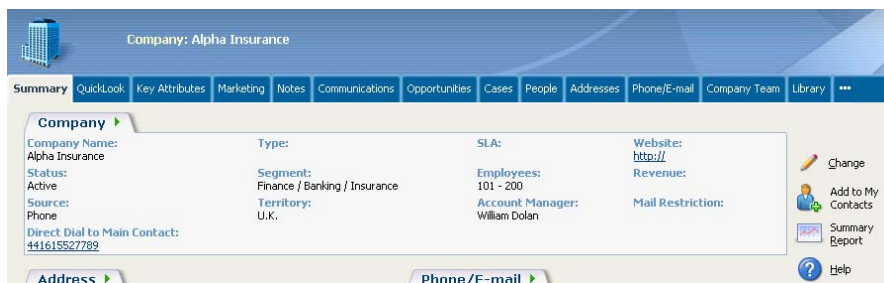 Company: Alpha Insurance
Summary QuickLook Key Attributes Marketing Notes Communications Opportunities Cases People Addresses Phone/E-mail Company Team Library •••
Company
Company Name: Type: SLA: Website:
Alpha Insurance http://
Status: Segment: Employees: Revenue:
Active Finance / Banking / Insurance 101 - 200
Source: Territory: Account Manager: Mail Restriction:
Phone U.K. William Dolan
Direct Dial to Main Contact:
441615527789
Change
Add to My
Contacts
Summary
Report
Help
Address Phone/E-mail